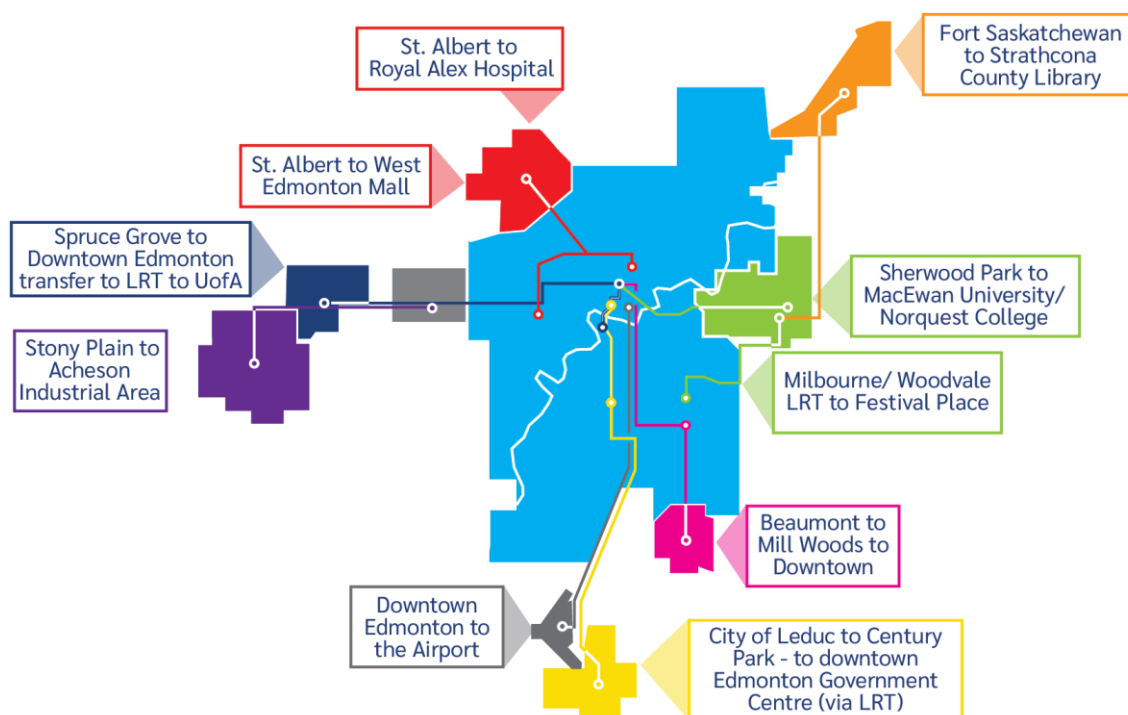 St. Albert to
Royal Alex Hospital
Fort Saskatchewan
to Strathcona
County Library
St. Albert to West
Edmonton Mall
Spruce Grove to
Downtown Edmonton
transfer to LRT to UofA
Sherwood Park to
MacEwan University/
Norquest College
Stony Plain to
Acheson
Industrial Area
Milbourne/ Woodvale
LRT to Festival Place
Beaumont to
Mill Woods to
Downtown
Downtown
Edmonton to
the Airport
City of Leduc to Century
Park - to downtown
Edmonton Government
Centre (via LRT)